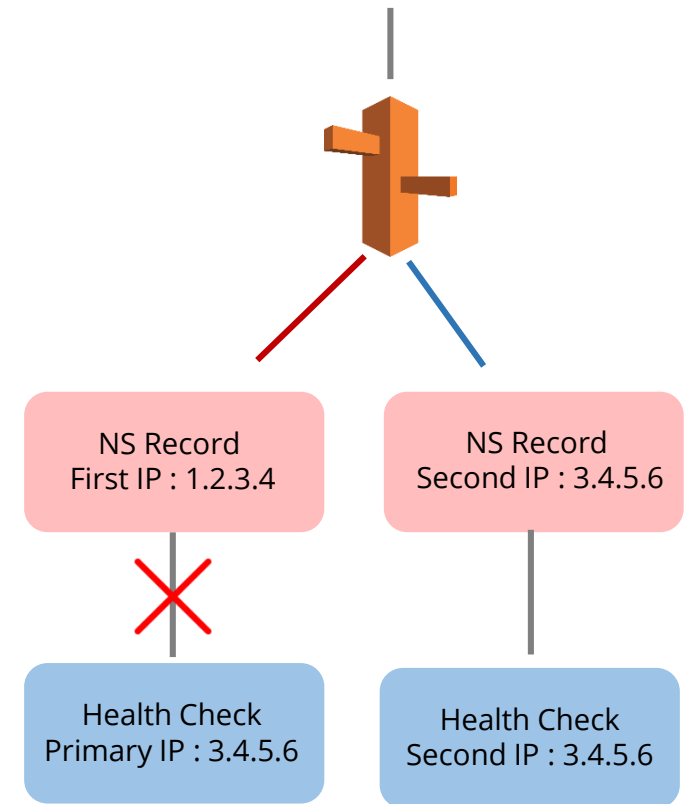 NS Record
First IP : 1.2.3.4
NS Record
Second IP : 3.4.5.6
Health Check
Primary IP : 3.4.5.6
Health Check
Second IP : 3.4.5.6